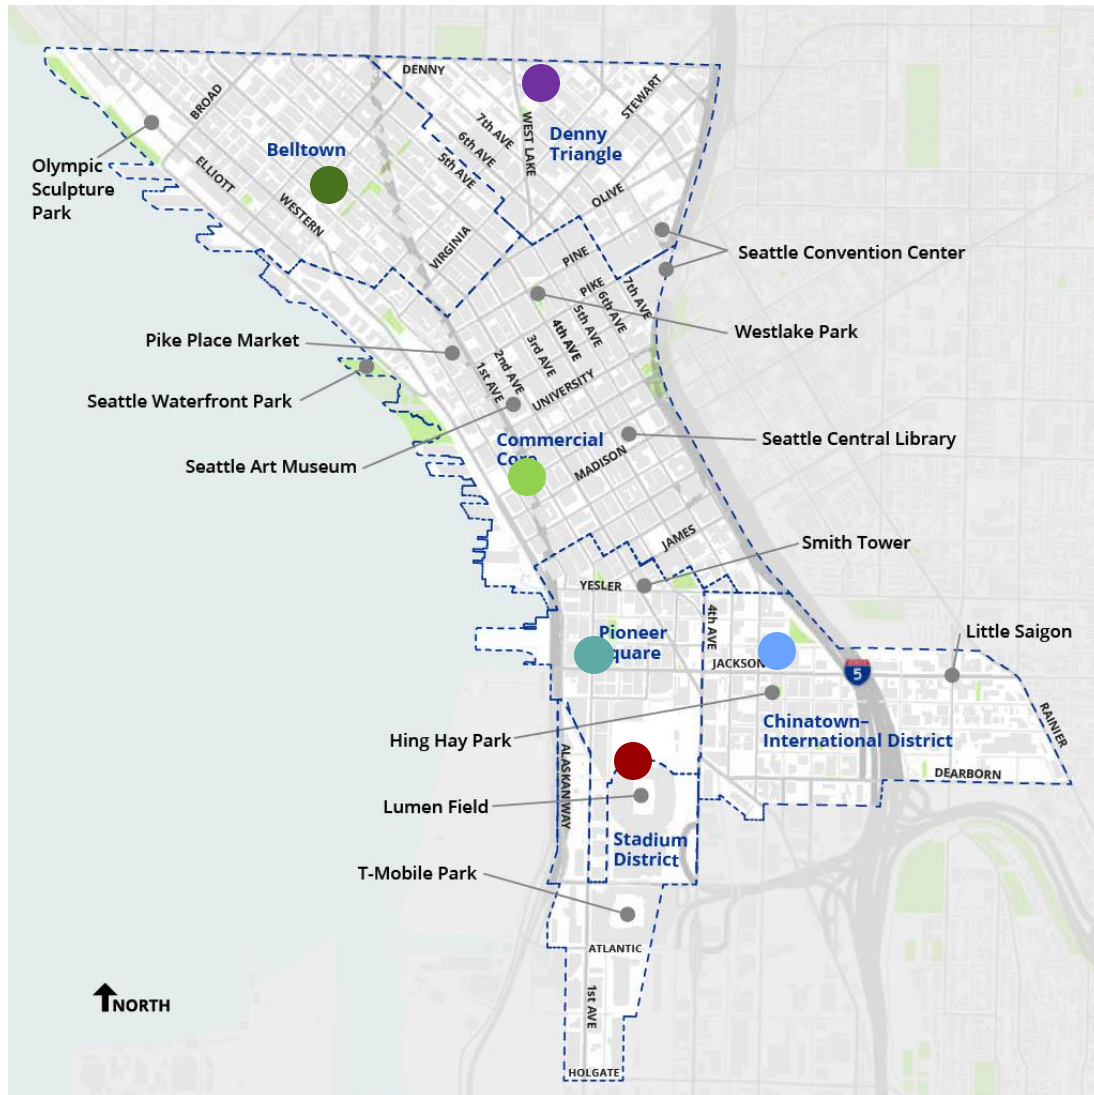 DENNY
STEWART
BROAD
7th AVE
WEST LAKE
6th AVE
Denny
Triangle
Belltown
5th AVE
Olympic
Sculpture
Park
ELLIOTT
WESTERN
OLIVE
VIRGINIA
PINE
Seattle Convention Center
PIKE
7th AVE
6th AVE
5th AVE
4th AVE
3rd AVE
2nd AVE
1st AVE
Westlake Park
Pike Place Market
UNIVERSITY
Seattle Waterfront Park
Commercial
Core
Seattle Central Library
Seattle Art Museum
MADISON
JAMES
Smith Tower
YESLER
4th AVE
Pioneer
Square
Little Saigon
JACKSON
5
RAINIER
Hing Hay Park
Chinatown–
International District
ALASKAN WAY
DEARBORN
Lumen Field
Stadium
District
T-Mobile Park
ATLANTIC
NORTH
1st AVE
HOLGATE